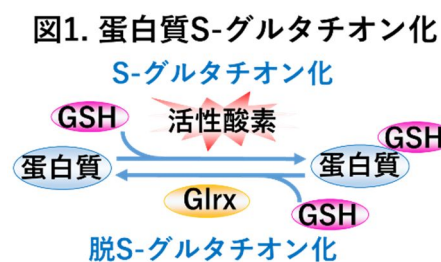 図1. 蛋白質S-グルタチオン化
S-グルタチオン化
GSH
活性酸素
GSH
蛋白質
蛋白質
Glrx
GSH
脱S-グルタチオン化